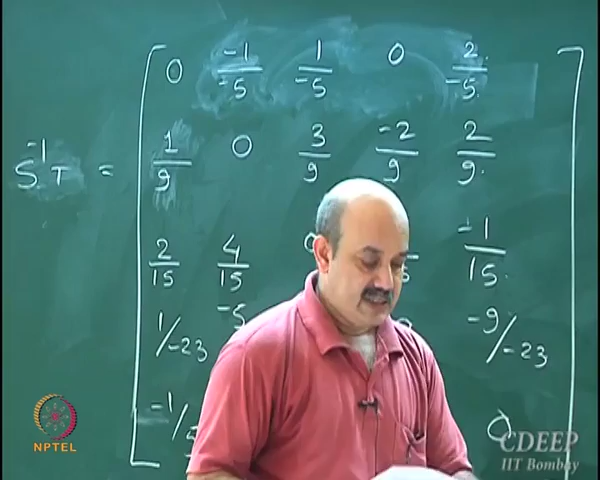 0 -1/-5 1/-5 0 2/-5
S⁻¹T = 1/9 0 3/9 -2/9 2/9
2/15 4/15 -1/15
1/-23 -5 -9/-23
-1/ 0
NPTEL
CDEEP
IIT Bombay